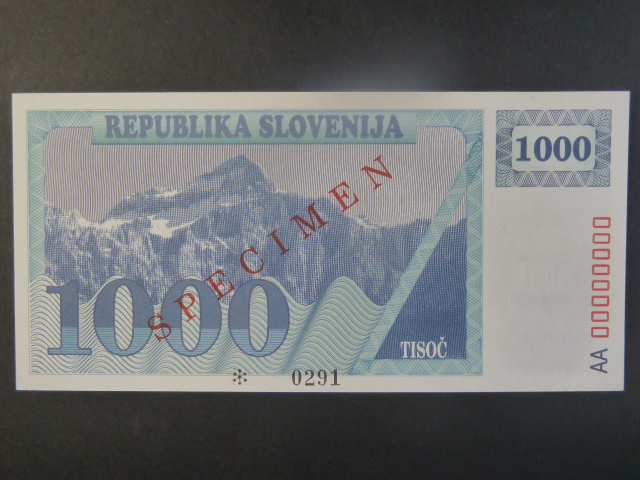 REPUBLIKA SLOVENIJA
1000
SPECIMEN
1000
TISOČ
* 0291
AA 00000000